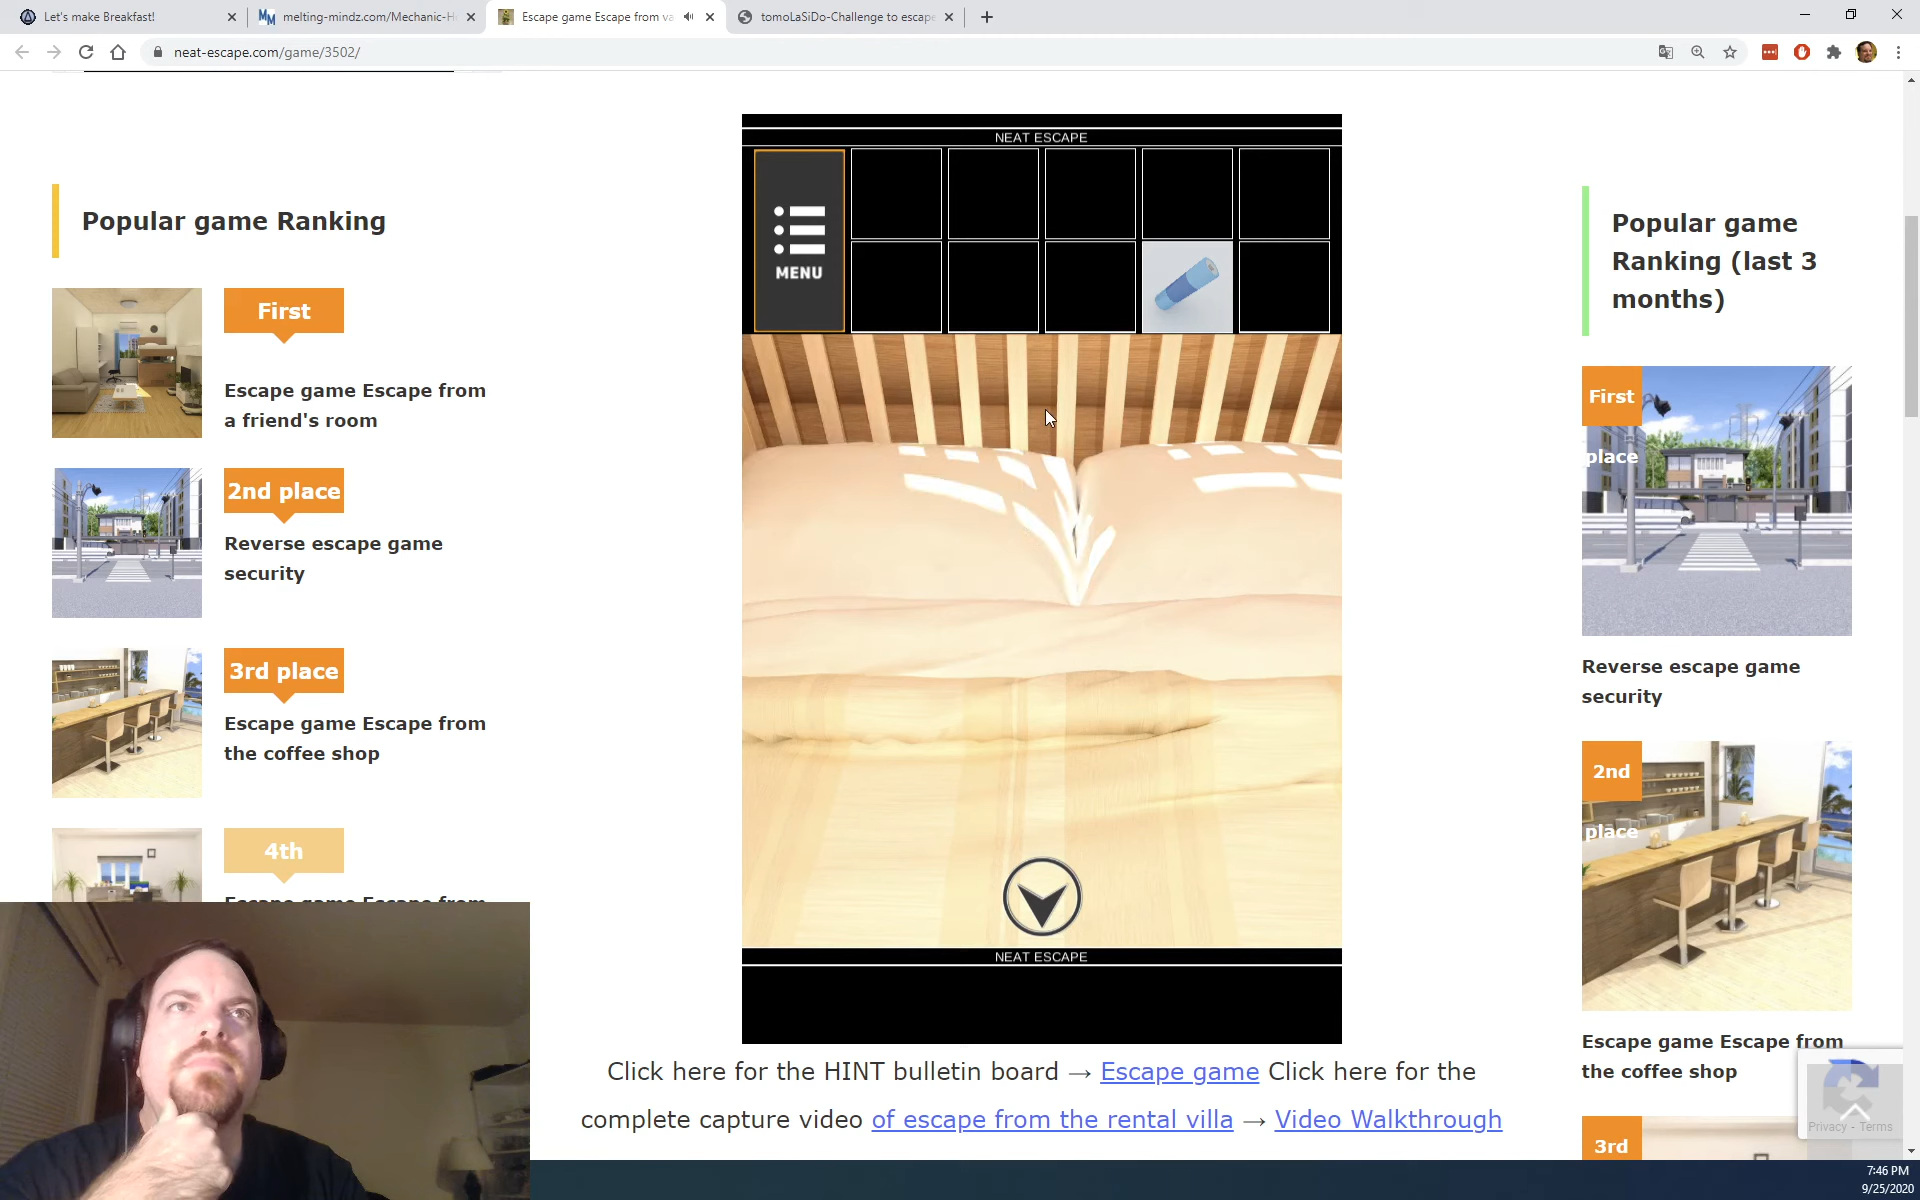 Let's make Breakfast!
melting-mindz.com/Mechanic-H
Escape game Escape from va
tomoLaSiDo-Challenge to escape
neat-escape.com/game/3502/
Popular game Ranking
First
Escape game Escape from
a friend's room
2nd place
Reverse escape game
security
3rd place
Escape game Escape from
the coffee shop
4th
Escape game Escape from
NEAT ESCAPE
MENU
NEAT ESCAPE
Click here for the HINT bulletin board → Escape game Click here for the
complete capture video of escape from the rental villa → Video Walkthrough
Popular game
Ranking (last 3
months)
First
place
Reverse escape game
security
2nd
place
Escape game Escape from
the coffee shop
3rd
Privacy - Terms
7:46 PM
9/25/2020